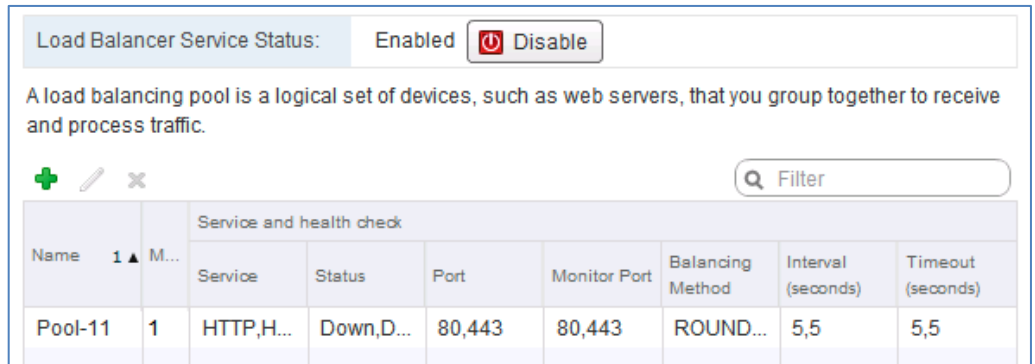 Load Balancer Service Status: Enabled Disable
A load balancing pool is a logical set of devices, such as web servers, that you group together to receive
and process traffic.
Filter
Service and health check
Name 1 ▲ M... Service Status Port Monitor Port Balancing Method Interval (seconds) Timeout (seconds)
Pool-11 1 HTTP,H... Down,D... 80,443 80,443 ROUND... 5,5 5,5